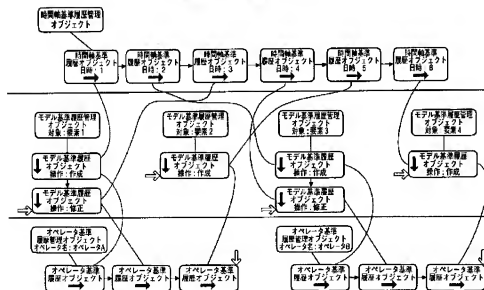 時間軸基準履歴管理
オブジェクト
時間軸基準
履歴オブジェクト
日時:1
時間軸基準
履歴オブジェクト
日時:2
時間軸基準
履歴オブジェクト
日時:3
時間軸基準
履歴オブジェクト
日時:4
時間軸基準
履歴オブジェクト
日時:5
時間軸基準
履歴オブジェクト
日時:6
モデル基準履歴管理
オブジェクト
対象:要素1
モデル基準履歴管理
オブジェクト
対象:要素2
モデル基準履歴管理
オブジェクト
対象:要素3
モデル基準履歴管理
オブジェクト
対象:要素4
モデル基準履歴
オブジェクト
操作:作成
モデル基準履歴
オブジェクト
操作:作成
モデル基準履歴
オブジェクト
操作:作成
モデル基準履歴
オブジェクト
操作:作成
モデル基準履歴
オブジェクト
操作:修正
モデル基準履歴
オブジェクト
操作:修正
オペレータ基準
履歴管理オブジェクト
オペレータ名:オペレータA
オペレータ基準
履歴管理オブジェクト
オペレータ名:オペレータB
オペレータ基準
履歴オブジェクト
オペレータ基準
履歴オブジェクト
オペレータ基準
履歴オブジェクト
オペレータ基準
履歴オブジェクト
オペレータ基準
履歴オブジェクト
オペレータ基準
履歴オブジェクト